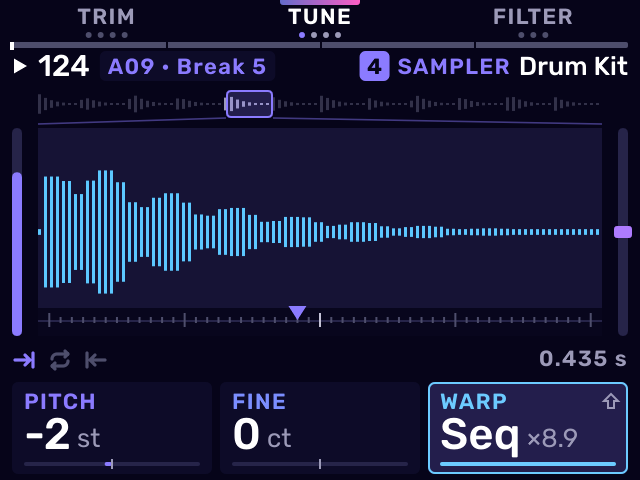 TRIM TUNE FILTER
124 A09 • Break 5 4 SAMPLER Drum Kit
0.435 s
PITCH FINE WARP
-2 st 0 ct Seq ×8.9